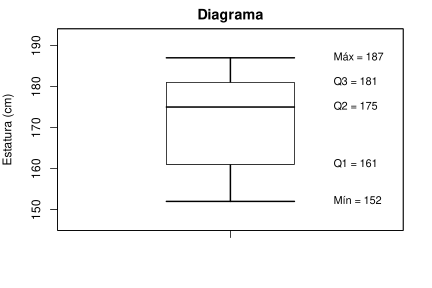 Diagrama
Estatura (cm)
190
180
170
160
150
Máx = 187
Q3 = 181
Q2 = 175
Q1 = 161
Mín = 152